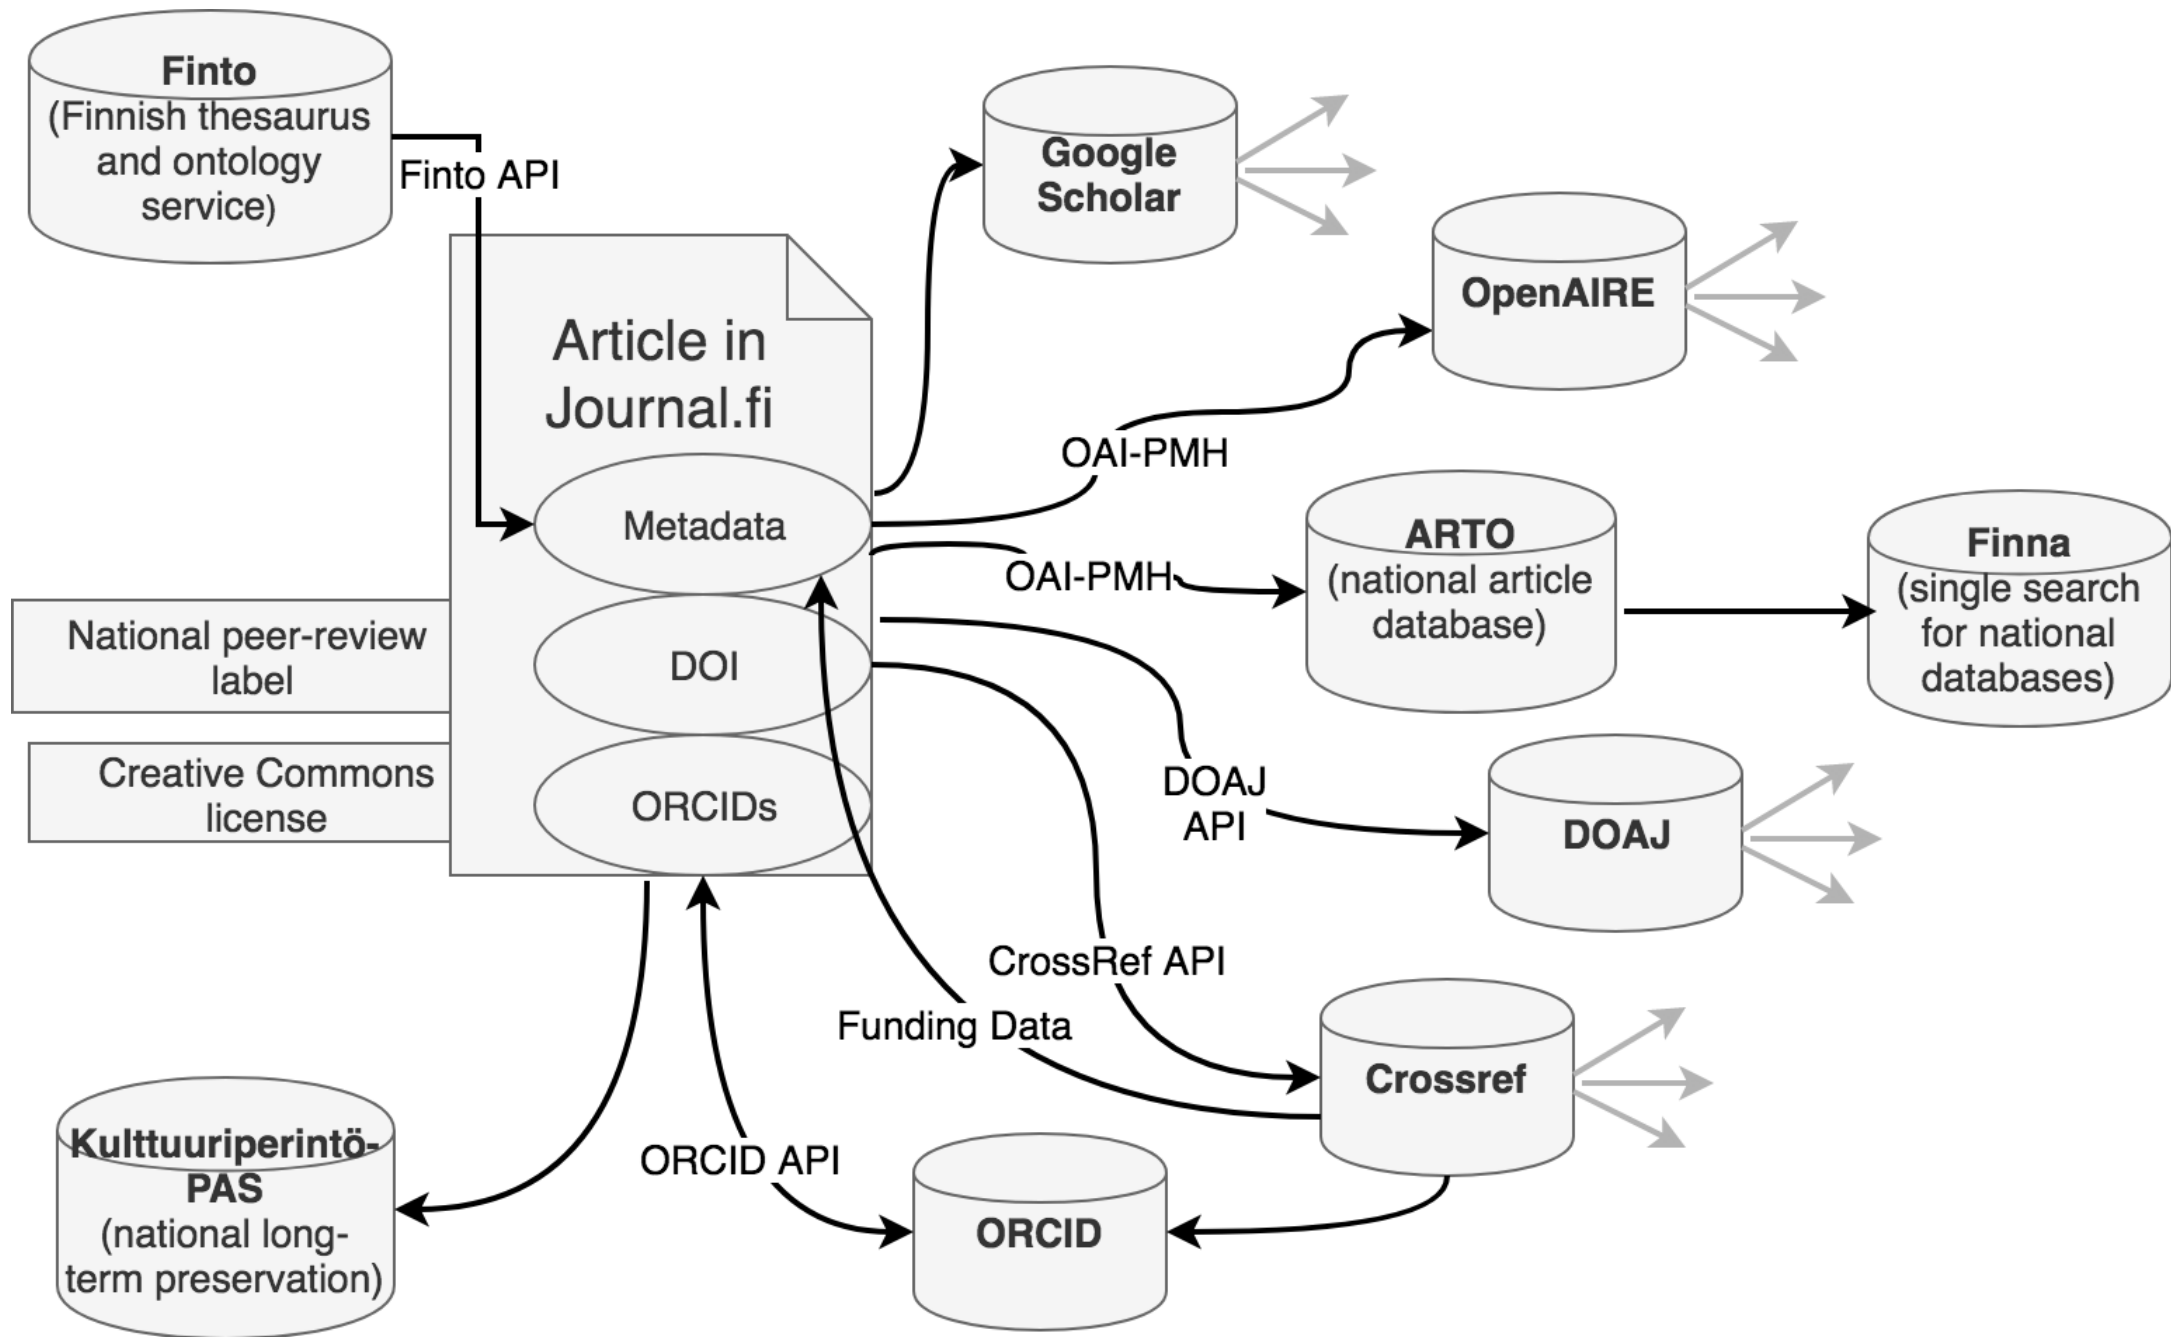 Finto
(Finnish thesaurus
and ontology
service)
Finto API
Google
Scholar
OpenAIRE
Article in
Journal.fi
OAI-PMH
Metadata
OAI-PMH
ARTO
(national article
database)
Finna
(single search
for national
databases)
National peer-review
label
DOI
Creative Commons
license
ORCIDs
DOAJ
API
DOAJ
CrossRef API
Funding Data
Crossref
Kulttuuriperintö-
PAS
(national long-
term preservation)
ORCID API
ORCID